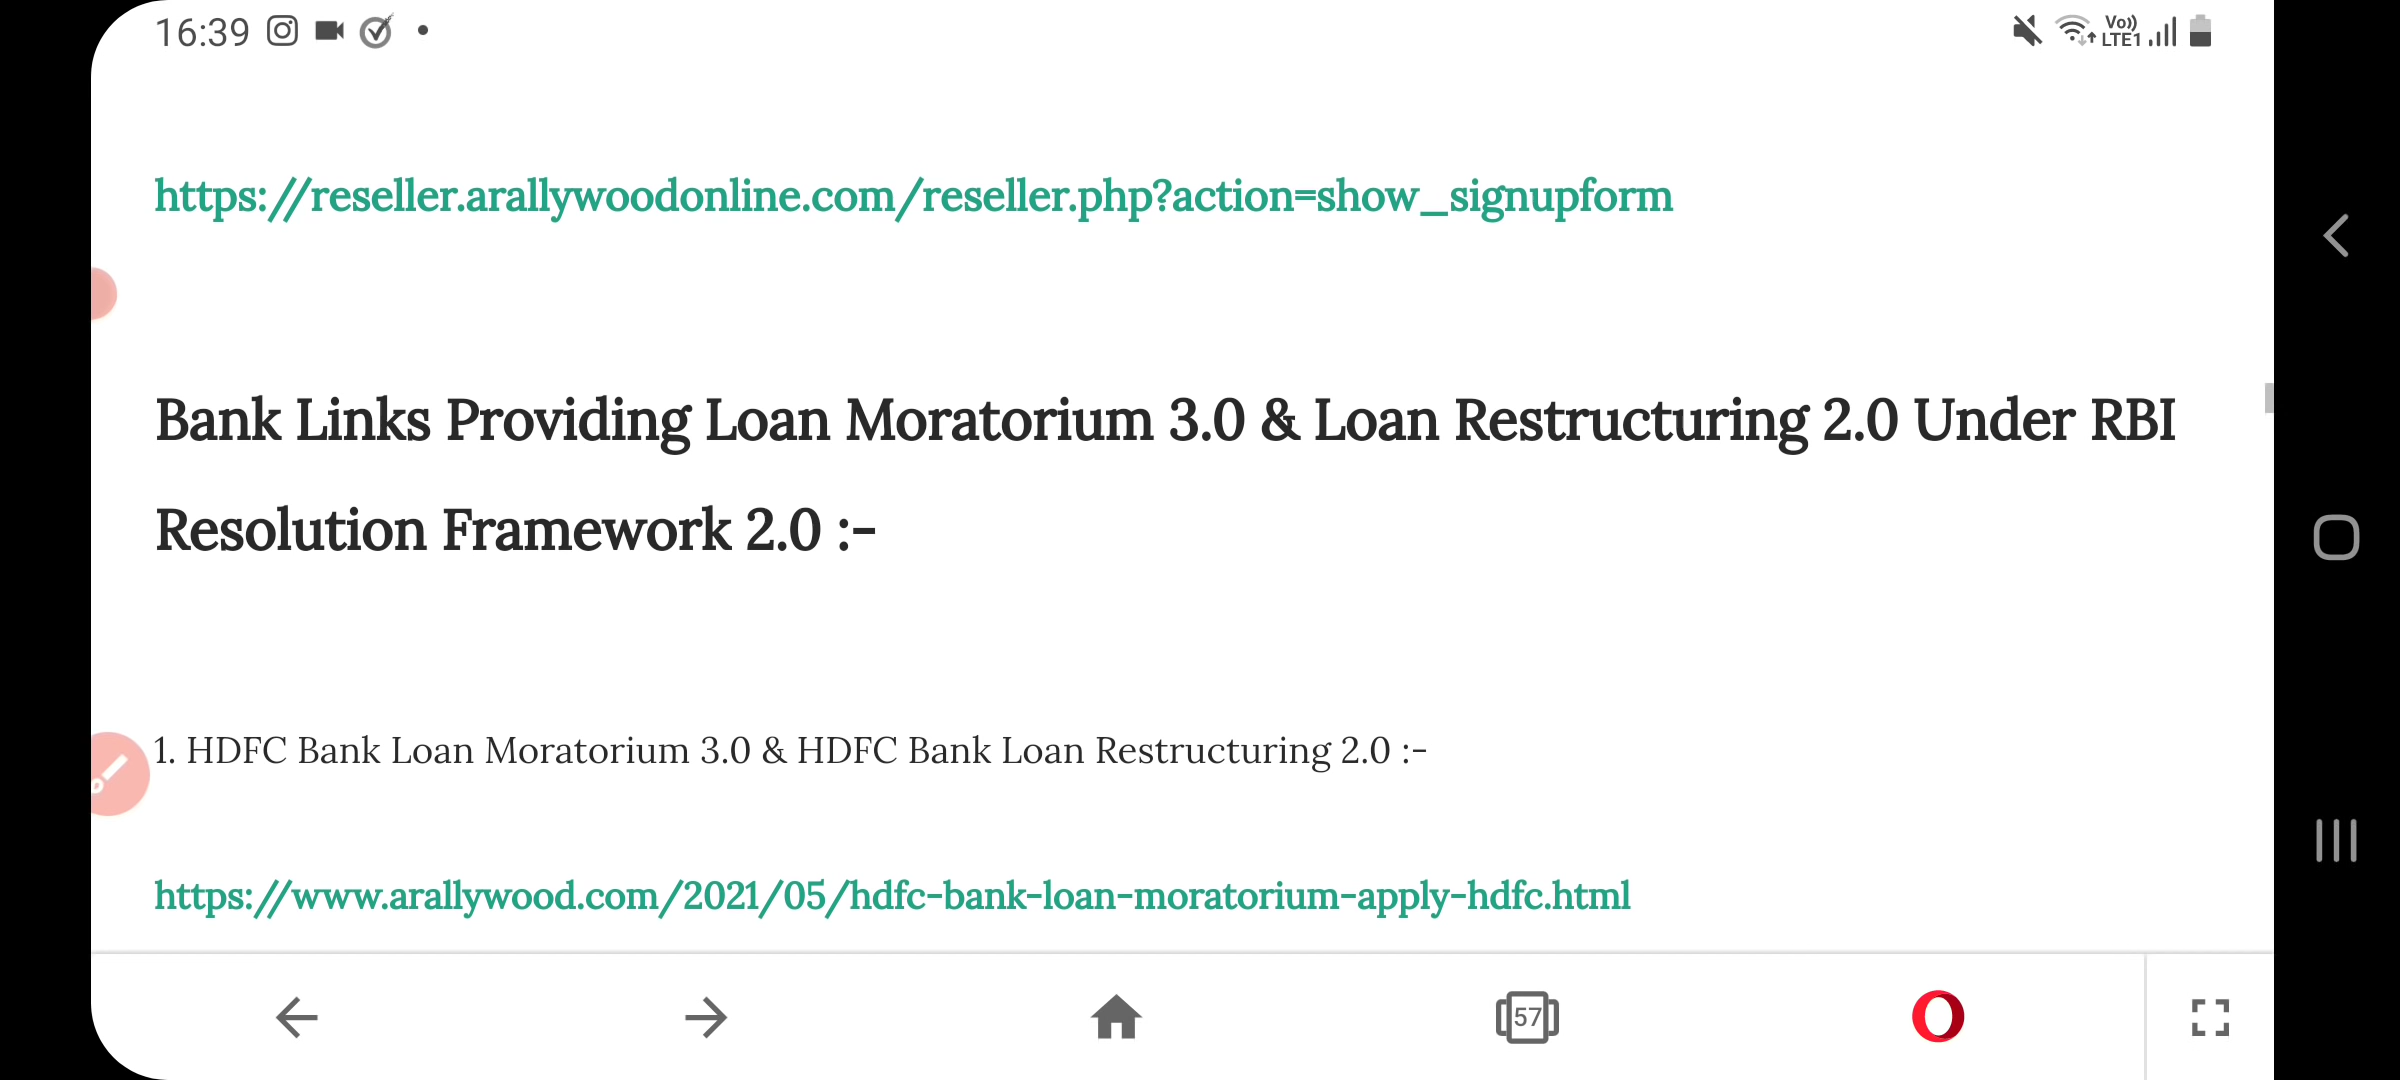 16:39
Vo))
LTE1
https://reseller.arallywoodonline.com/reseller.php?action=show_signupform
Bank Links Providing Loan Moratorium 3.0 & Loan Restructuring 2.0 Under RBI
Resolution Framework 2.0 :-
1. HDFC Bank Loan Moratorium 3.0 & HDFC Bank Loan Restructuring 2.0 :-
https://www.arallywood.com/2021/05/hdfc-bank-loan-moratorium-apply-hdfc.html
57